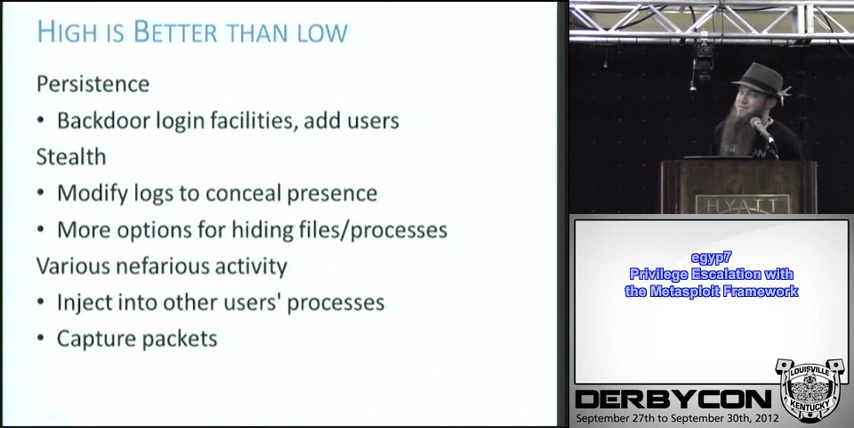 HIGH IS BETTER THAN LOW
Persistence
• Backdoor login facilities, add users
Stealth
• Modify logs to conceal presence
• More options for hiding files/processes
Various nefarious activity
• Inject into other users' processes
• Capture packets
HYATT
egyp7
Privilege Escalation with
the Metasploit Framework
DERBYCON
September 27th to September 30th, 2012
LOUISVILLE
KENTUCKY